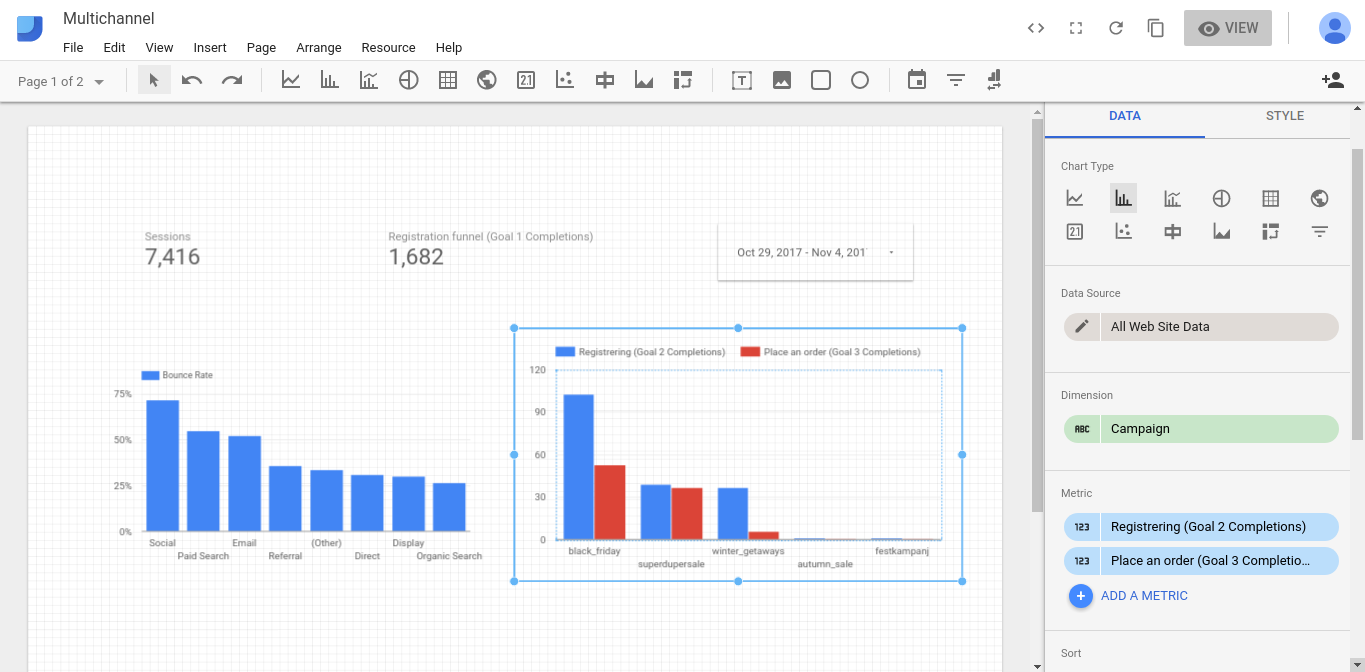 Multichannel
File Edit View Insert Page Arrange Resource Help
VIEW
Page 1 of 2
2.1
T
DATA STYLE
Chart Type
2.1
Data Source
All Web Site Data
Dimension
ABC Campaign
Metric
123 Registrering (Goal 2 Completions)
123 Place an order (Goal 3 Completio...
+ ADD A METRIC
Sort
Sessions
7,416
Registration funnel (Goal 1 Completions)
1,682
Oct 29, 2017 - Nov 4, 201
Bounce Rate
75%
50%
25%
0%
Social Email (Other) Display
Paid Search Referral Direct Organic Search
Registrering (Goal 2 Completions) Place an order (Goal 3 Completions)
120
90
60
30
0
black_friday winter_getaways festkampanj
superdupersale autumn_sale